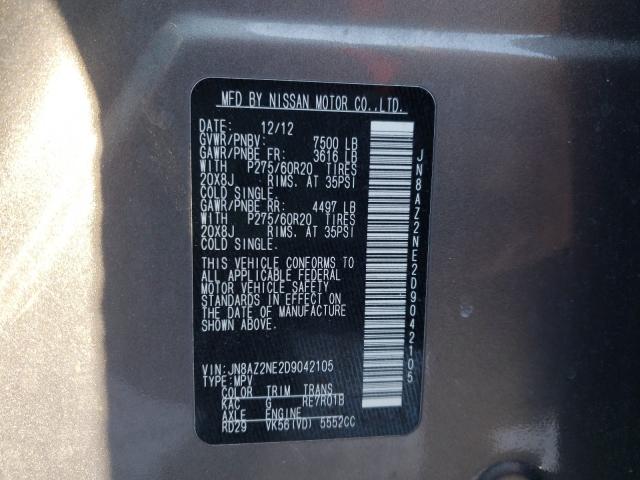 MFD BY NISSAN MOTOR CO.,LTD.
DATE: 12/12
GVWR/PNBV: 7500 LB
GAWR/PNBE FR: 3616 LB
WITH P275/60R20 TIRES
20X8J RIMS. AT 35PSI
COLD SINGLE.
GAWR/PNBE RR: 4497 LB
WITH P275/60R20 TIRES
20X8J RIMS. AT 35PSI
COLD SINGLE.
THIS VEHICLE CONFORMS TO
ALL APPLICABLE FEDERAL
MOTOR VEHICLE SAFETY
STANDARDS IN EFFECT ON
THE DATE OF MANUFACTURE
SHOWN ABOVE.
VIN: JN8AZ2NE2D9042105
TYPE: MPV
COLOR TRIM TRANS
KAC G RE7R01B
AXLE ENGINE
RD29 VK56(VD) 5552CC
JN8AZ2NE2D9042105